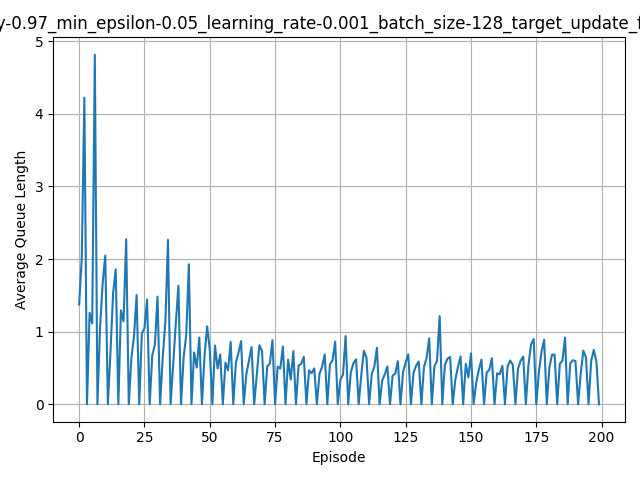 y-0.97_min_epsilon-0.05_learning_rate-0.001_batch_size-128_target_update_f
5
4
3
2
1
0
Average Queue Length
0 25 50 75 100 125 150 175 200
Episode